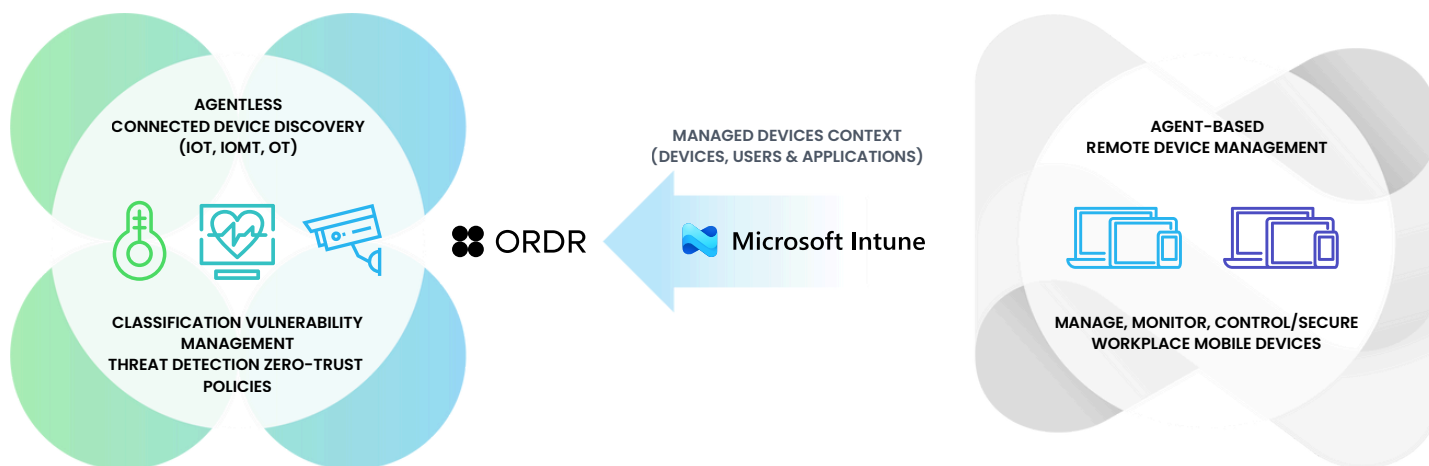 AGENTLESS
CONNECTED DEVICE DISCOVERY
(IOT, IOMT, OT)
CLASSIFICATION VULNERABILITY
MANAGEMENT
THREAT DETECTION ZERO-TRUST
POLICIES
ORDR
MANAGED DEVICES CONTEXT
(DEVICES, USERS & APPLICATIONS)
Microsoft Intune
AGENT-BASED
REMOTE DEVICE MANAGEMENT
MANAGE, MONITOR, CONTROL/SECURE
WORKPLACE MOBILE DEVICES